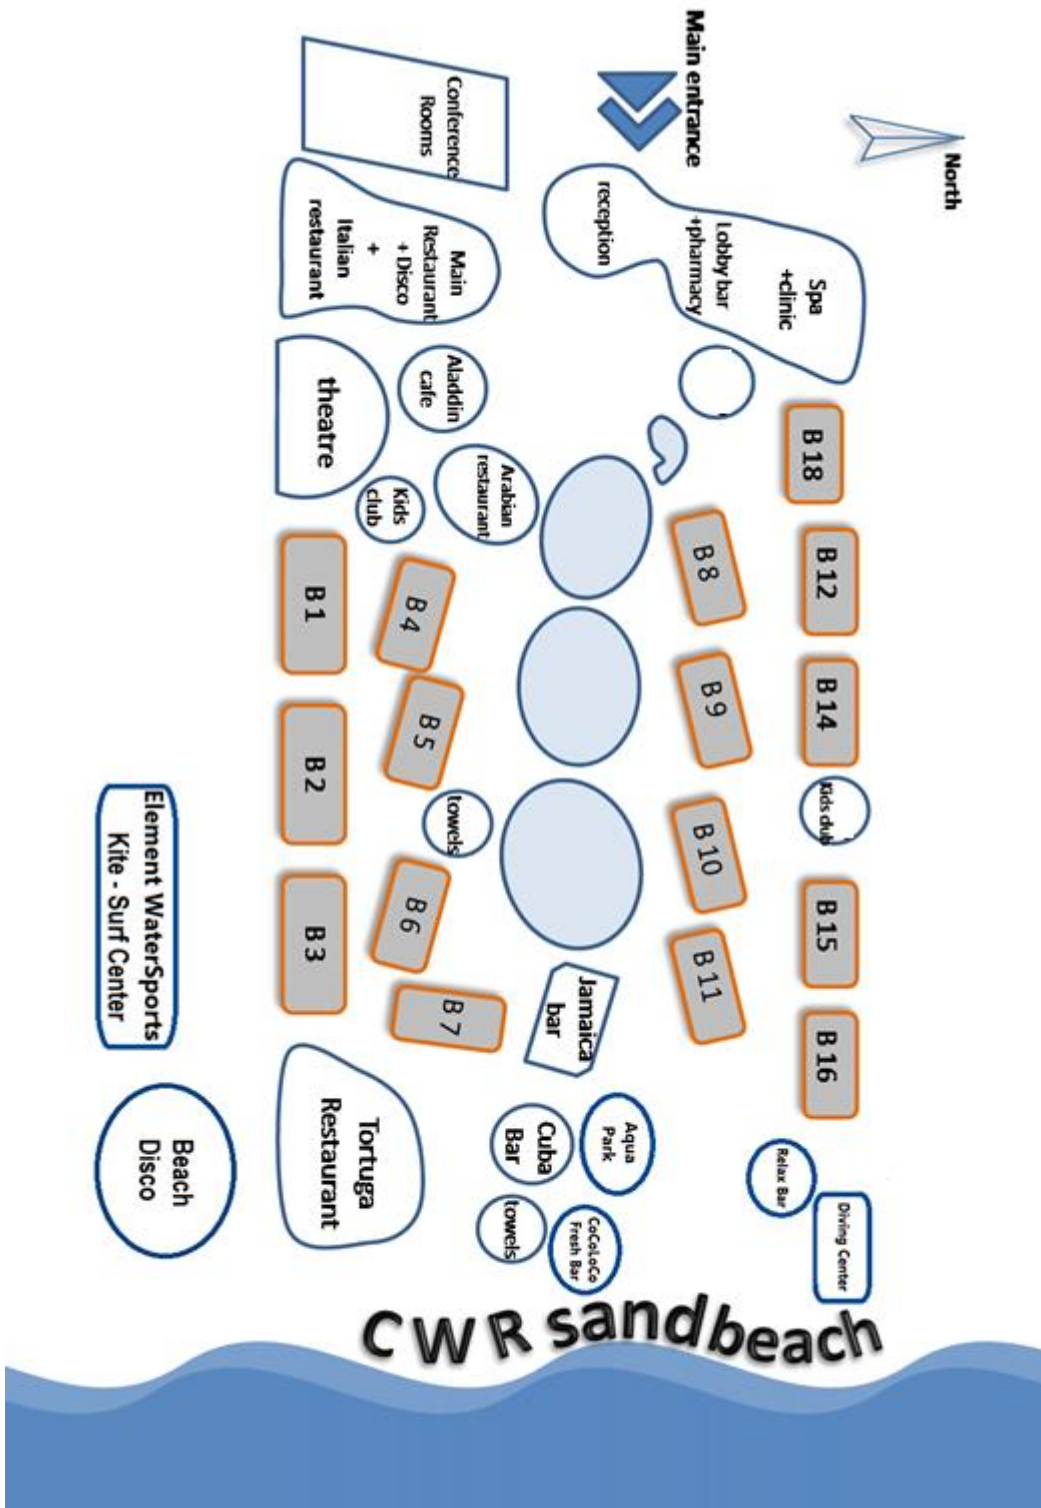 Main entrance
North
Conference
Rooms
reception
Lobby bar
+pharmacy
Spa
+clinic
Main
Restaurant
+ Disco
+
Italian
restaurant
theatre
Aladdin
cafe
Arabian
restaurant
Kids
club
B 18
B 12
B 14
Kids club
B 15
B 16
B 8
B 9
B 10
B 11
B 1
B 2
B 3
B 4
B 5
towels
B 6
B 7
Jamaica
bar
Element WaterSports
Kite - Surf Center
Beach
Disco
Tortuga
Restaurant
Cuba
Bar
Aqua
Park
towels
CoCoLoCo
Fresh Bar
Relax Bar
Diving Center
CWR sandbeach